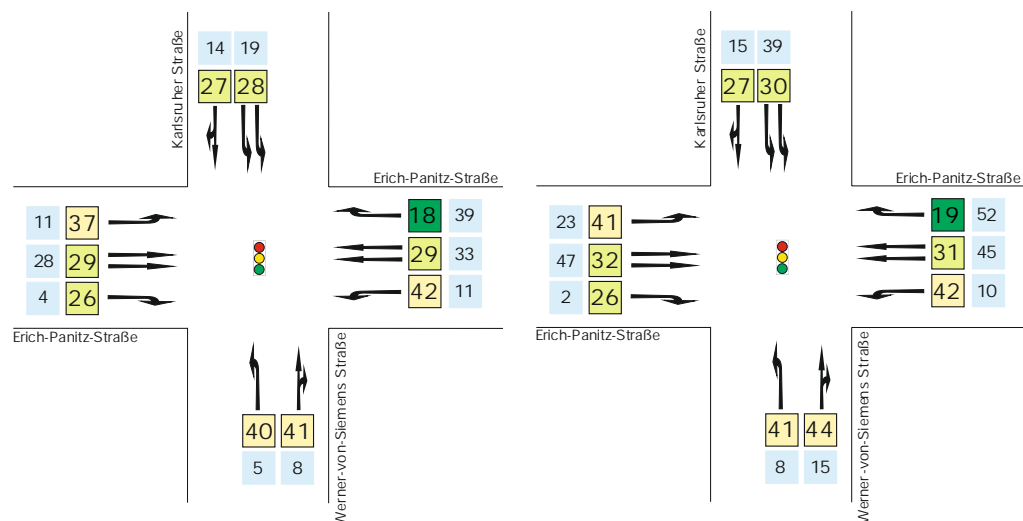 Karlsruher Straße
14 19
27 28
Erich-Panitz-Straße
11 37
18 39
28 29
29 33
4 26
42 11
Erich-Panitz-Straße
Werner-von-Siemens Straße
40 41
5 8
Karlsruher Straße
15 39
27 30
Erich-Panitz-Straße
23 41
19 52
47 32
31 45
2 26
42 10
Erich-Panitz-Straße
Werner-von-Siemens Straße
41 44
8 15